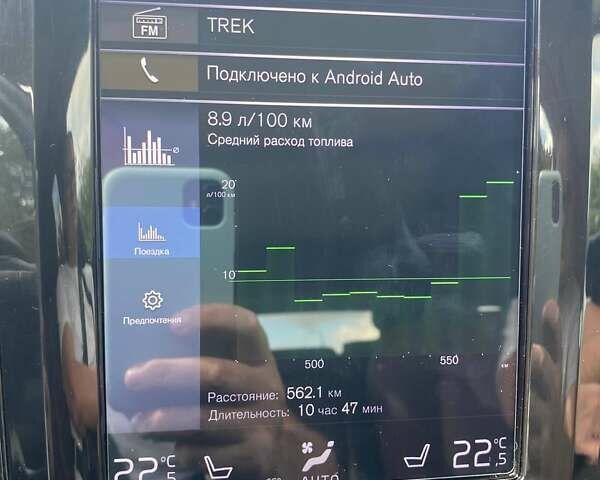 FM
TREK
Подключено к Android Auto
8.9 л/100 км
Средний расход топлива
Ø
20
л/100 км
Поездка
10
Предпочтения
500 550
км
Расстояние: 562.1 км
Длительность: 10 час 47 мин
22 °C ,5
AUTO
22 °C ,5